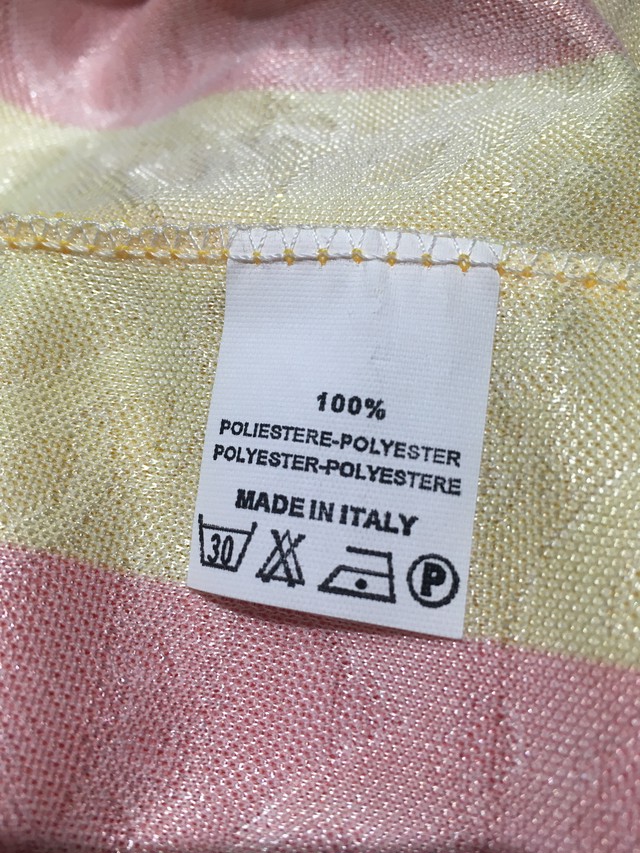 100%
POLIESTERE-POLYESTER
POLYESTER-POLYESTERE
MADE IN ITALY
30 P